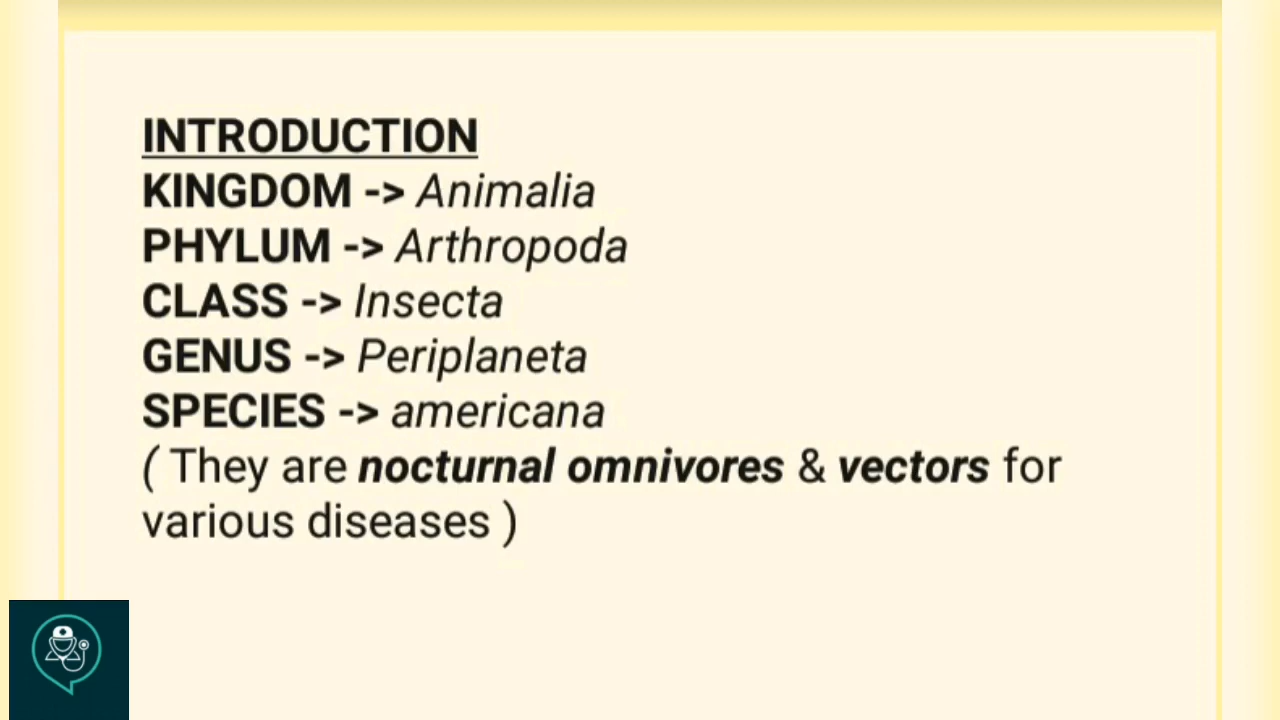 INTRODUCTION
KINGDOM -> Animalia
PHYLUM -> Arthropoda
CLASS -> Insecta
GENUS -> Periplaneta
SPECIES -> americana
( They are nocturnal omnivores & vectors for
various diseases )